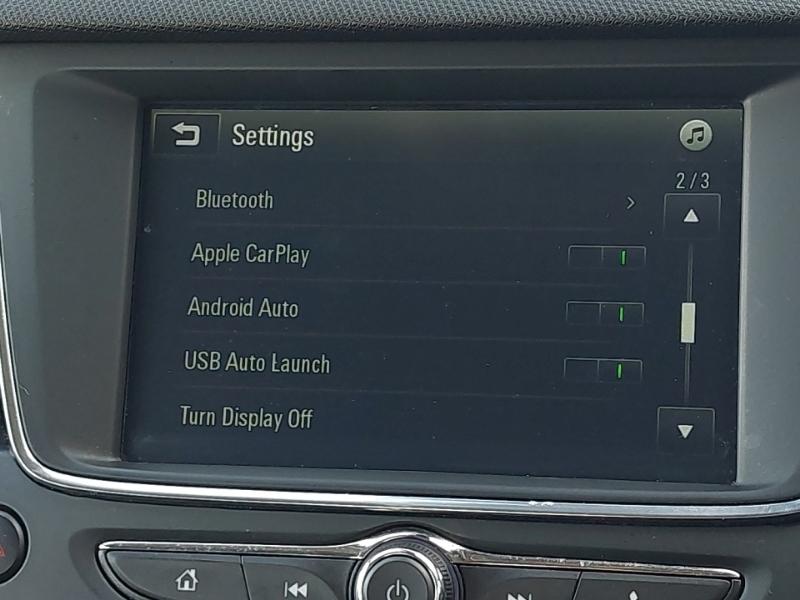 Settings
2/3
Bluetooth
Apple CarPlay
Android Auto
USB Auto Launch
Turn Display Off